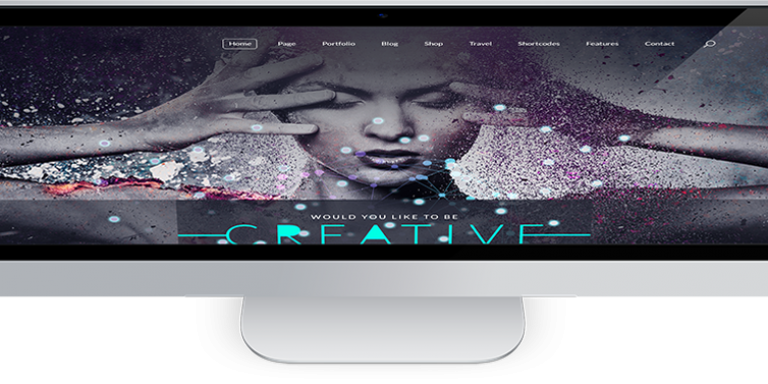 Home Page Portfolio Blog Shop Travel Shortcodes Features Contact
WOULD YOU LIKE TO BE
CREATIVE